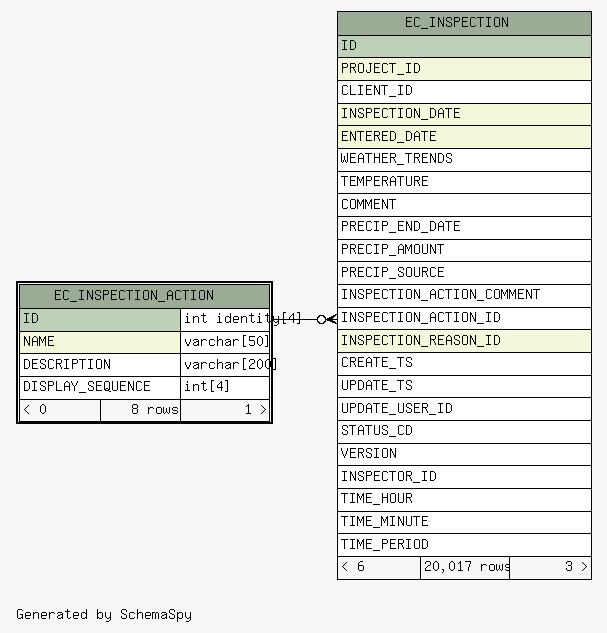 EC_INSPECTION
ID
PROJECT_ID
CLIENT_ID
INSPECTION_DATE
ENTERED_DATE
WEATHER_TRENDS
TEMPERATURE
COMMENT
PRECIP_END_DATE
PRECIP_AMOUNT
PRECIP_SOURCE
INSPECTION_ACTION_COMMENT
INSPECTION_ACTION_ID
INSPECTION_REASON_ID
CREATE_TS
UPDATE_TS
UPDATE_USER_ID
STATUS_CD
VERSION
INSPECTOR_ID
TIME_HOUR
TIME_MINUTE
TIME_PERIOD
< 6 20,017 rows 3 >
EC_INSPECTION_ACTION
ID int identity[4]
NAME varchar[50]
DESCRIPTION varchar[200]
DISPLAY_SEQUENCE int[4]
< 0 8 rows 1 >
Generated by SchemaSpy